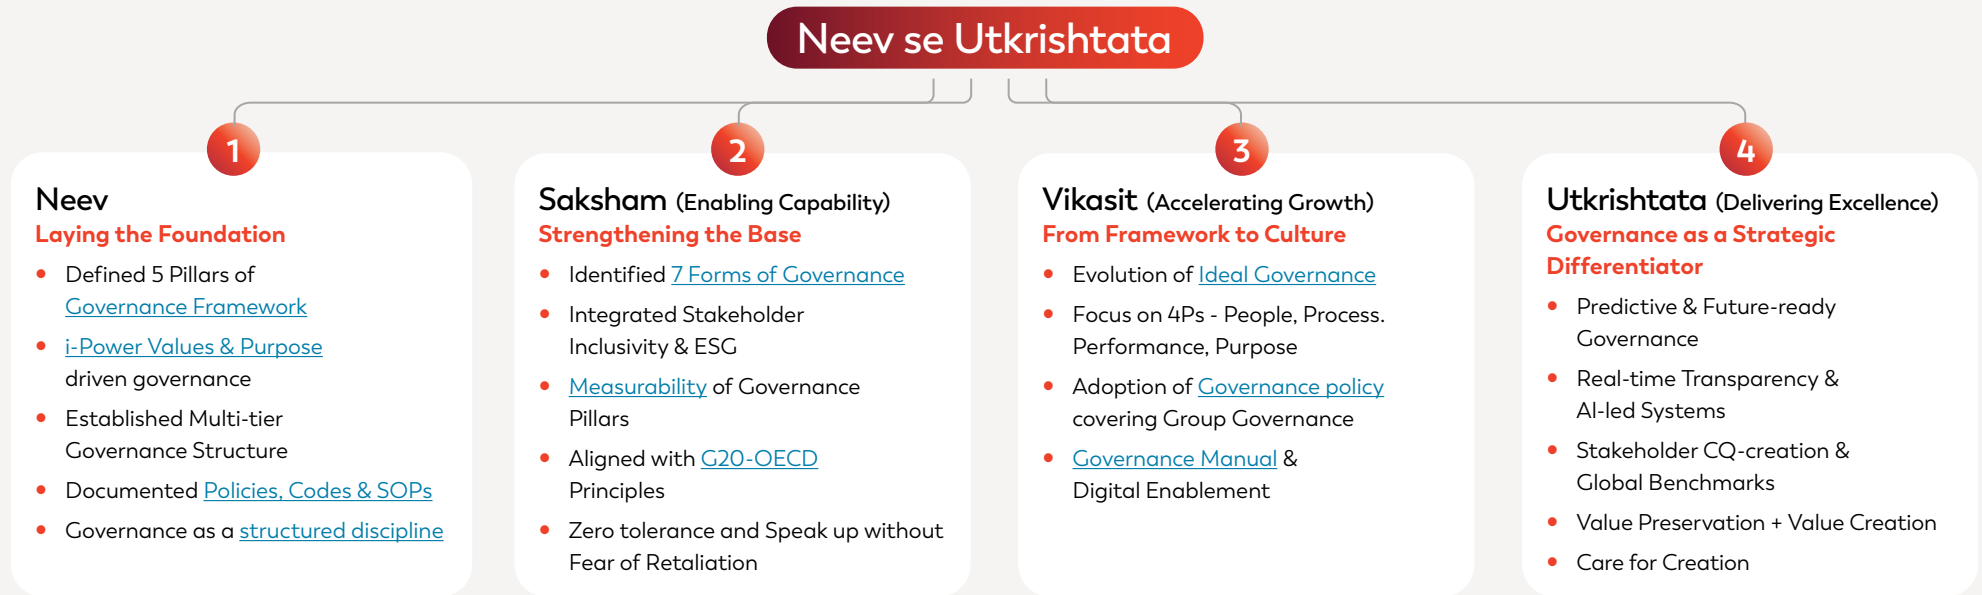 Neev se Utkrishtata
1
Neev
Laying the Foundation
• Defined 5 Pillars of
Governance Framework
• i-Power Values & Purpose
driven governance
• Established Multi-tier
Governance Structure
• Documented Policies, Codes & SOPs
• Governance as a structured discipline
2
Saksham (Enabling Capability)
Strengthening the Base
• Identified 7 Forms of Governance
• Integrated Stakeholder
Inclusivity & ESG
• Measurability of Governance
Pillars
• Aligned with G20-OECD
Principles
• Zero tolerance and Speak up without
Fear of Retaliation
3
Vikasit (Accelerating Growth)
From Framework to Culture
• Evolution of Ideal Governance
• Focus on 4Ps - People, Process.
Performance, Purpose
• Adoption of Governance policy
covering Group Governance
• Governance Manual &
Digital Enablement
4
Utkrishtata (Delivering Excellence)
Governance as a Strategic
Differentiator
• Predictive & Future-ready
Governance
• Real-time Transparency &
AI-led Systems
• Stakeholder CQ-creation &
Global Benchmarks
• Value Preservation + Value Creation
• Care for Creation